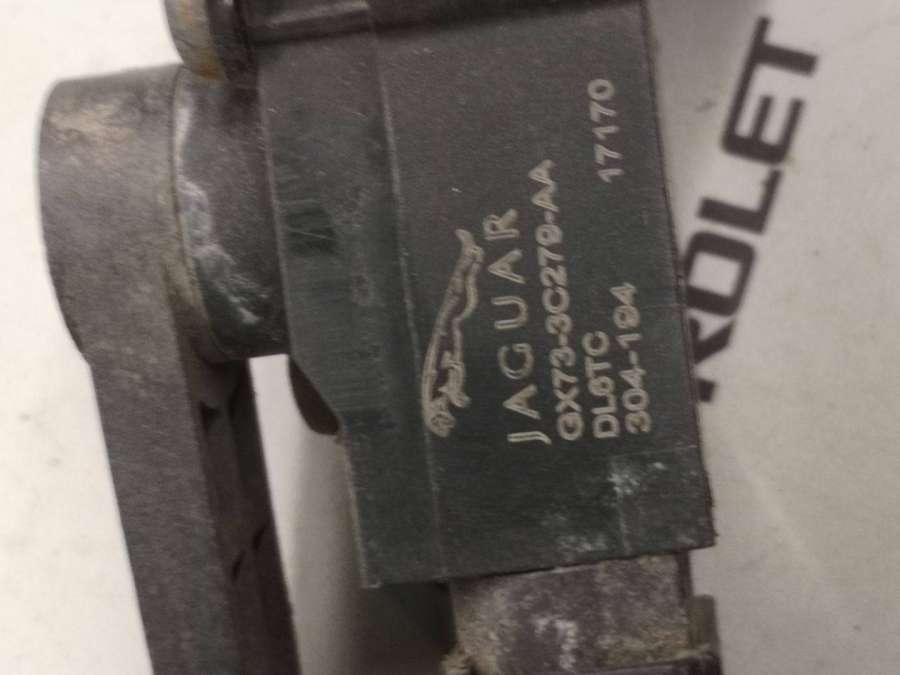 JAGUAR
GX73-3C279-AA
DL6TC
304-194
17170
ROLET